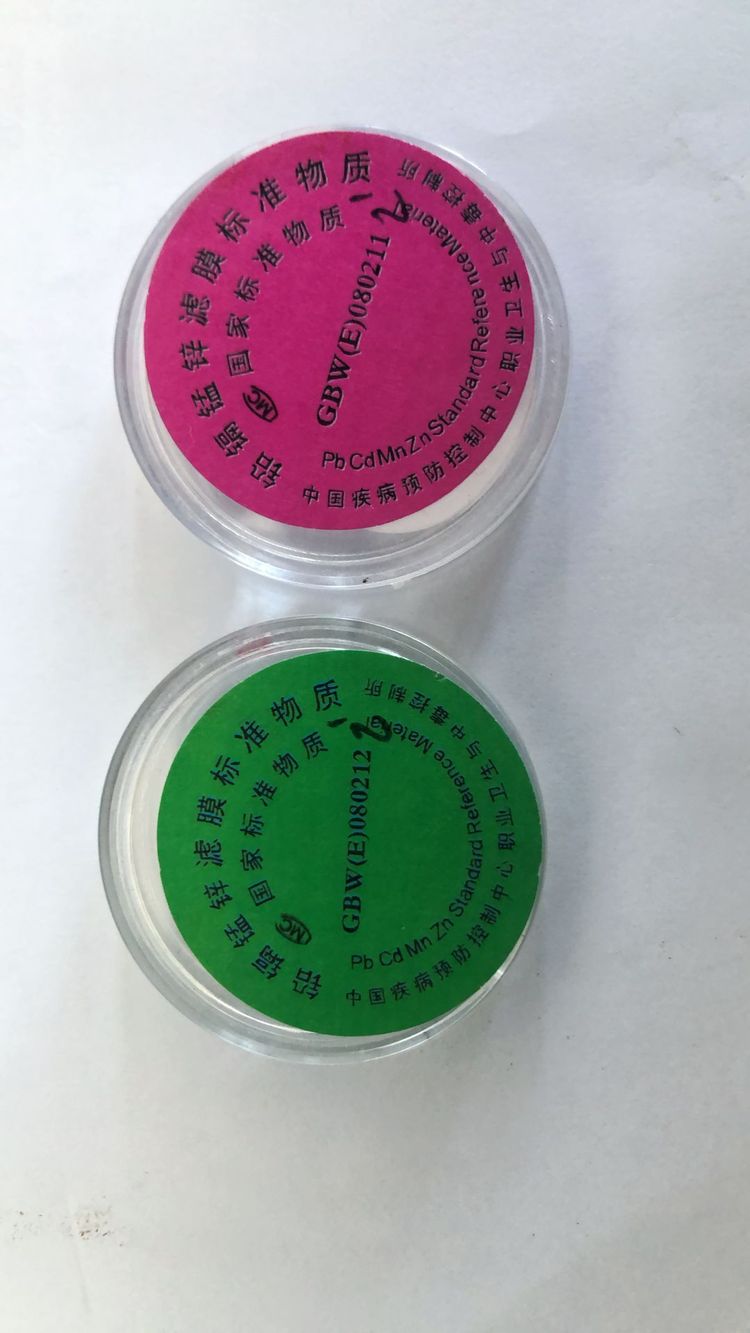 铅镉锰锌滤膜标准物质
国家标准物质
MC
GBW(E)080211
Pb Cd Mn Zn Standard Reference Material
中国疾病预防控制中心职业卫生与中毒控制所
铅镉锰锌滤膜标准物质
国家标准物质
MC
GBW(E)080212
Pb Cd Mn Zn Standard Reference Material
中国疾病预防控制中心职业卫生与中毒控制所